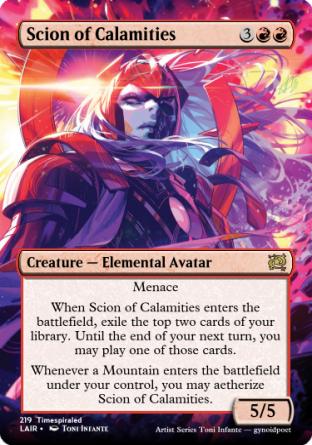 Scion of Calamities 3
Creature — Elemental Avatar
Menace
When Scion of Calamities enters the
battlefield, exile the top two cards of your
library. Until the end of your next turn, you
may play one of those cards.
Whenever a Mountain enters the battlefield
under your control, you may aetherize
Scion of Calamities.
5/5
219 Timespiraled
LAIR • Toni Infante
Artist Series Toni Infante — gynoidpoet